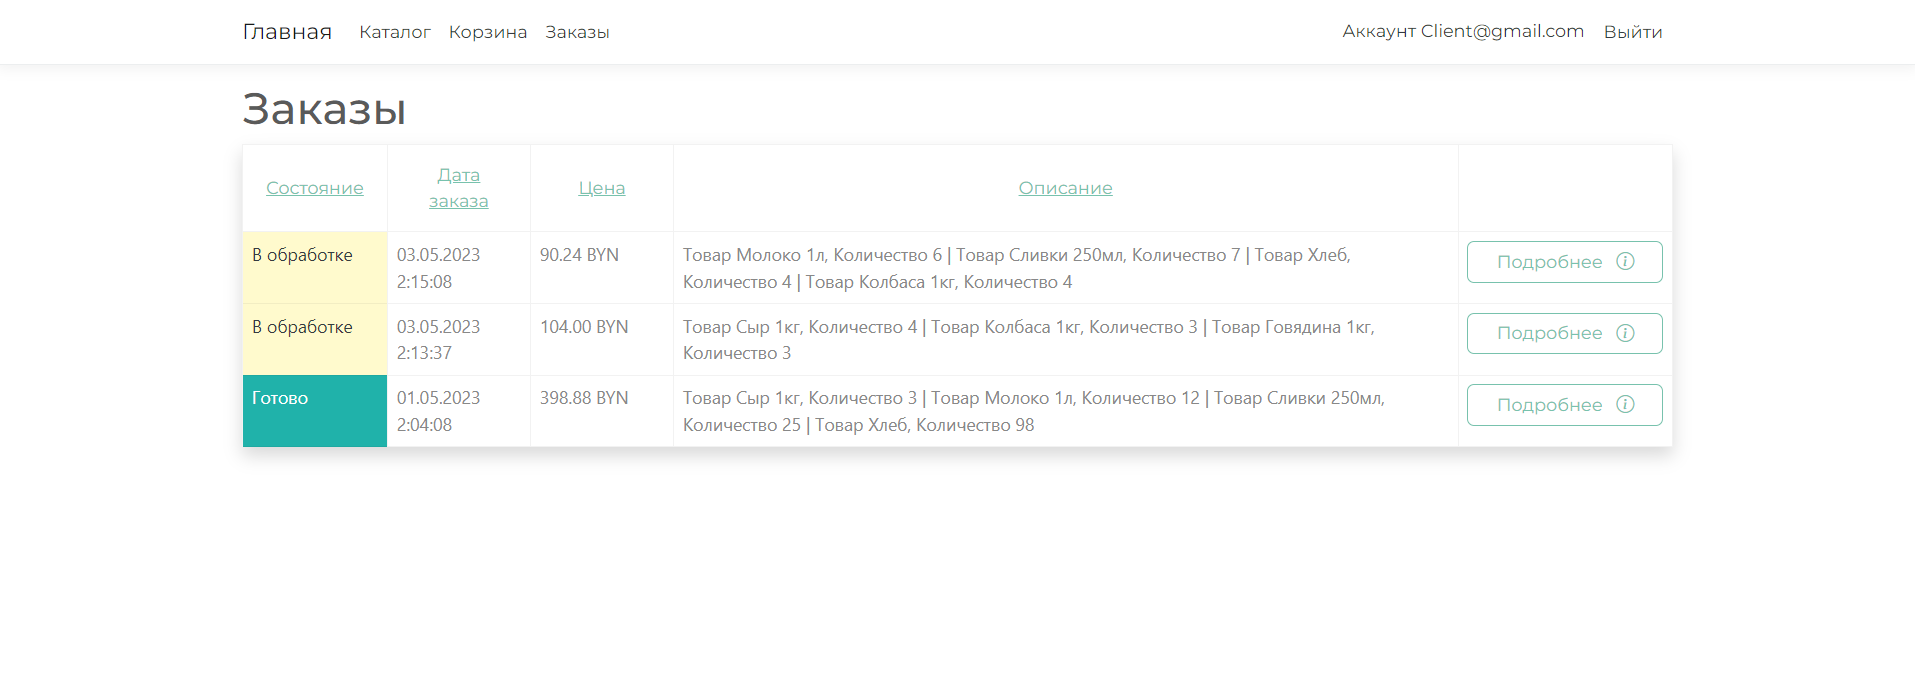 Главная Каталог Корзина Заказы Аккаунт Client@gmail.com Выйти
Заказы
Состояние
Дата
заказа
Цена
Описание
В обработке
03.05.2023
2:15:08
90.24 BYN
Товар Молоко 1л, Количество 6 | Товар Сливки 250мл, Количество 7 | Товар Хлеб,
Количество 4 | Товар Колбаса 1кг, Количество 4
Подробнее
В обработке
03.05.2023
2:13:37
104.00 BYN
Товар Сыр 1кг, Количество 4 | Товар Колбаса 1кг, Количество 3 | Товар Говядина 1кг,
Количество 3
Подробнее
Готово
01.05.2023
2:04:08
398.88 BYN
Товар Сыр 1кг, Количество 3 | Товар Молоко 1л, Количество 12 | Товар Сливки 250мл,
Количество 25 | Товар Хлеб, Количество 98
Подробнее